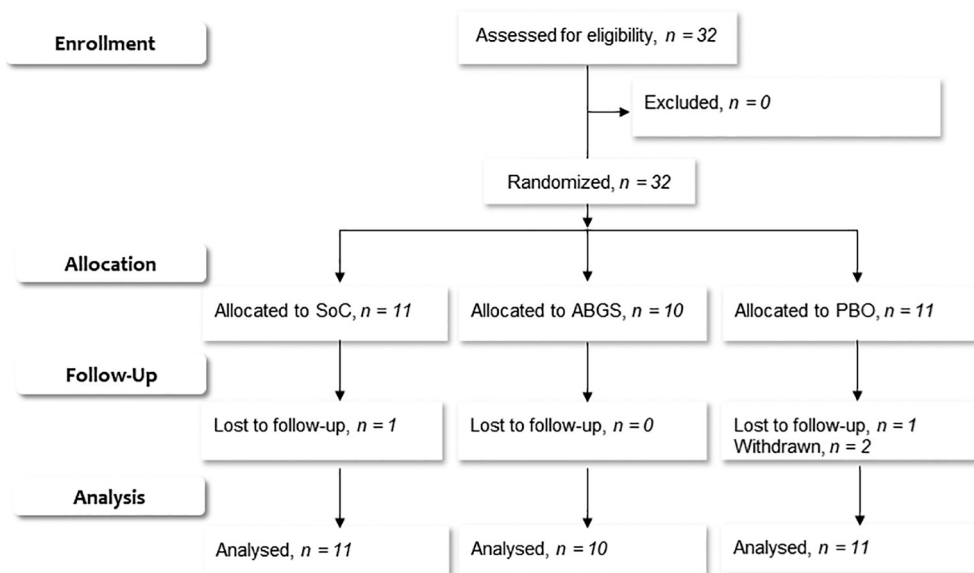 Enrollment
Assessed for eligibility, n = 32
Excluded, n = 0
Randomized, n = 32
Allocation
Allocated to SoC, n = 11
Allocated to ABGS, n = 10
Allocated to PBO, n = 11
Follow-Up
Lost to follow-up, n = 1
Lost to follow-up, n = 0
Lost to follow-up, n = 1
Withdrawn, n = 2
Analysis
Analysed, n = 11
Analysed, n = 10
Analysed, n = 11